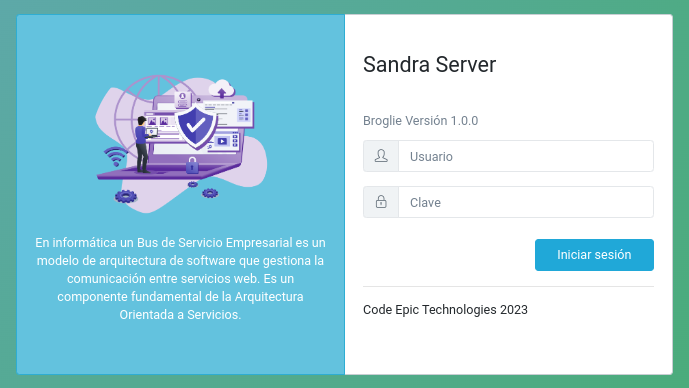 En informática un Bus de Servicio Empresarial es un
modelo de arquitectura de software que gestiona la
comunicación entre servicios web. Es un
componente fundamental de la Arquitectura
Orientada a Servicios.
Sandra Server
Broglie Versión 1.0.0
Usuario
Clave
Iniciar sesión
Code Epic Technologies 2023